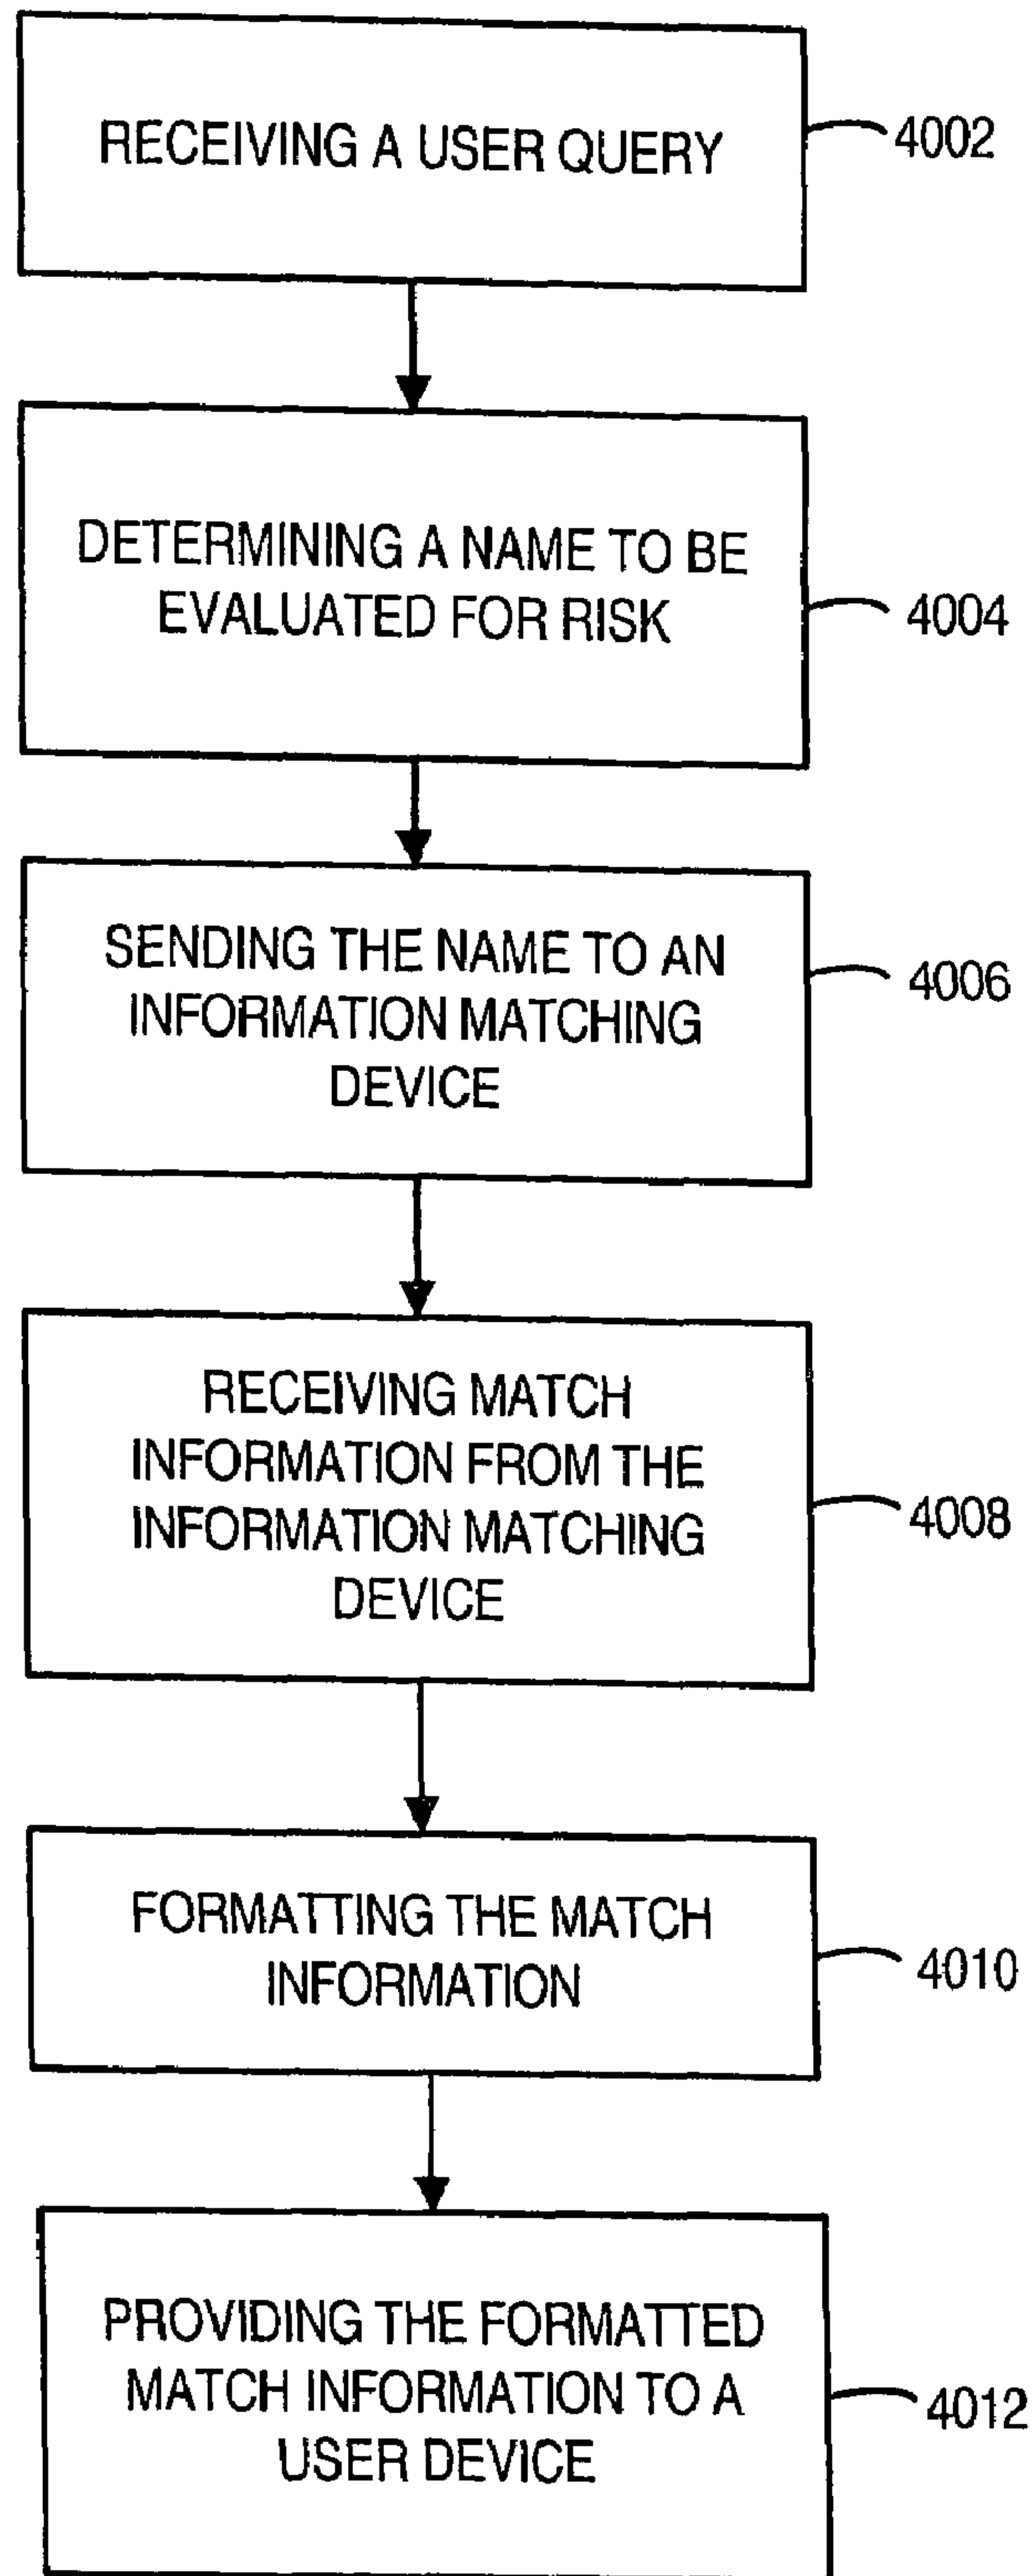 RECEIVING A USER QUERY
4002
DETERMINING A NAME TO BE
EVALUATED FOR RISK
4004
SENDING THE NAME TO AN
INFORMATION MATCHING
DEVICE
4006
RECEIVING MATCH
INFORMATION FROM THE
INFORMATION MATCHING
DEVICE
4008
FORMATTING THE MATCH
INFORMATION
4010
PROVIDING THE FORMATTED
MATCH INFORMATION TO A
USER DEVICE
4012